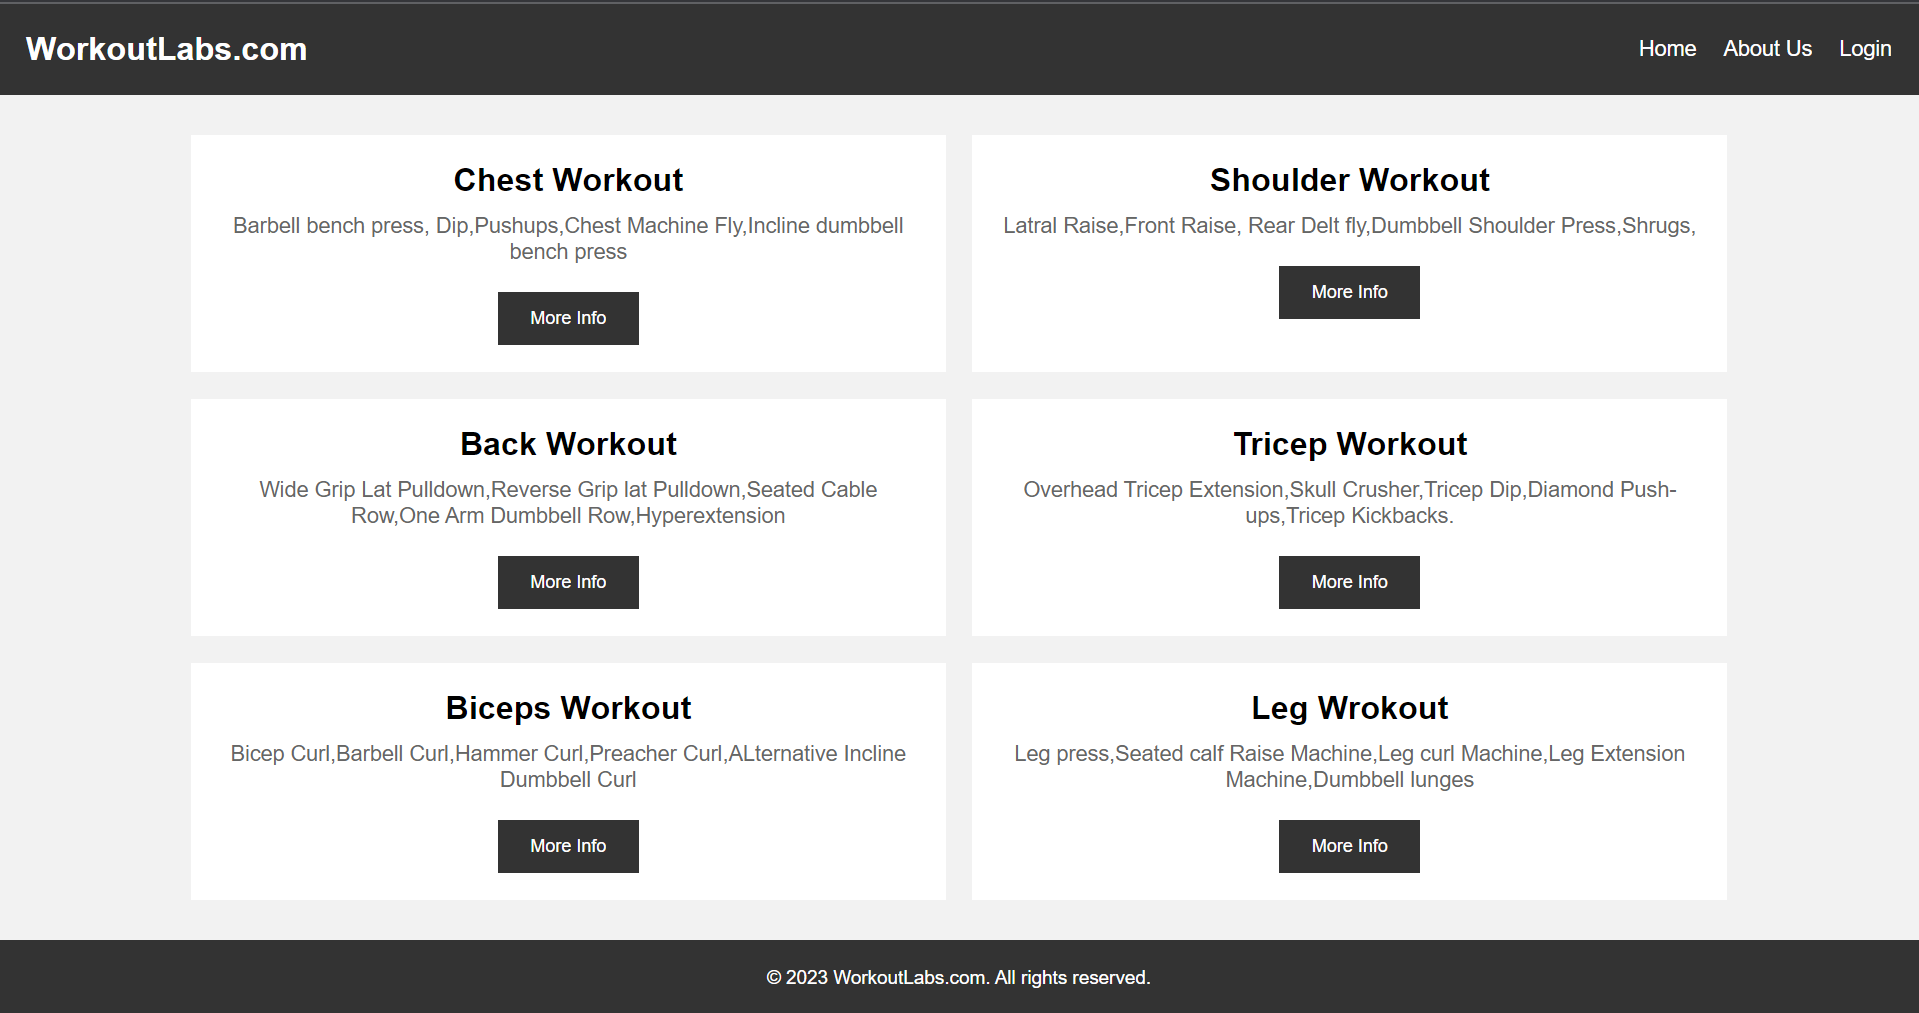 WorkoutLabs.com
Home About Us Login
Chest Workout
Barbell bench press, Dip,Pushups,Chest Machine Fly,Incline dumbbell
bench press
More Info
Shoulder Workout
Latral Raise,Front Raise, Rear Delt fly,Dumbbell Shoulder Press,Shrugs,
More Info
Back Workout
Wide Grip Lat Pulldown,Reverse Grip lat Pulldown,Seated Cable
Row,One Arm Dumbbell Row,Hyperextension
More Info
Tricep Workout
Overhead Tricep Extension,Skull Crusher,Tricep Dip,Diamond Push-
ups,Tricep Kickbacks.
More Info
Biceps Workout
Bicep Curl,Barbell Curl,Hammer Curl,Preacher Curl,ALternative Incline
Dumbbell Curl
More Info
Leg Wrokout
Leg press,Seated calf Raise Machine,Leg curl Machine,Leg Extension
Machine,Dumbbell lunges
More Info
© 2023 WorkoutLabs.com. All rights reserved.